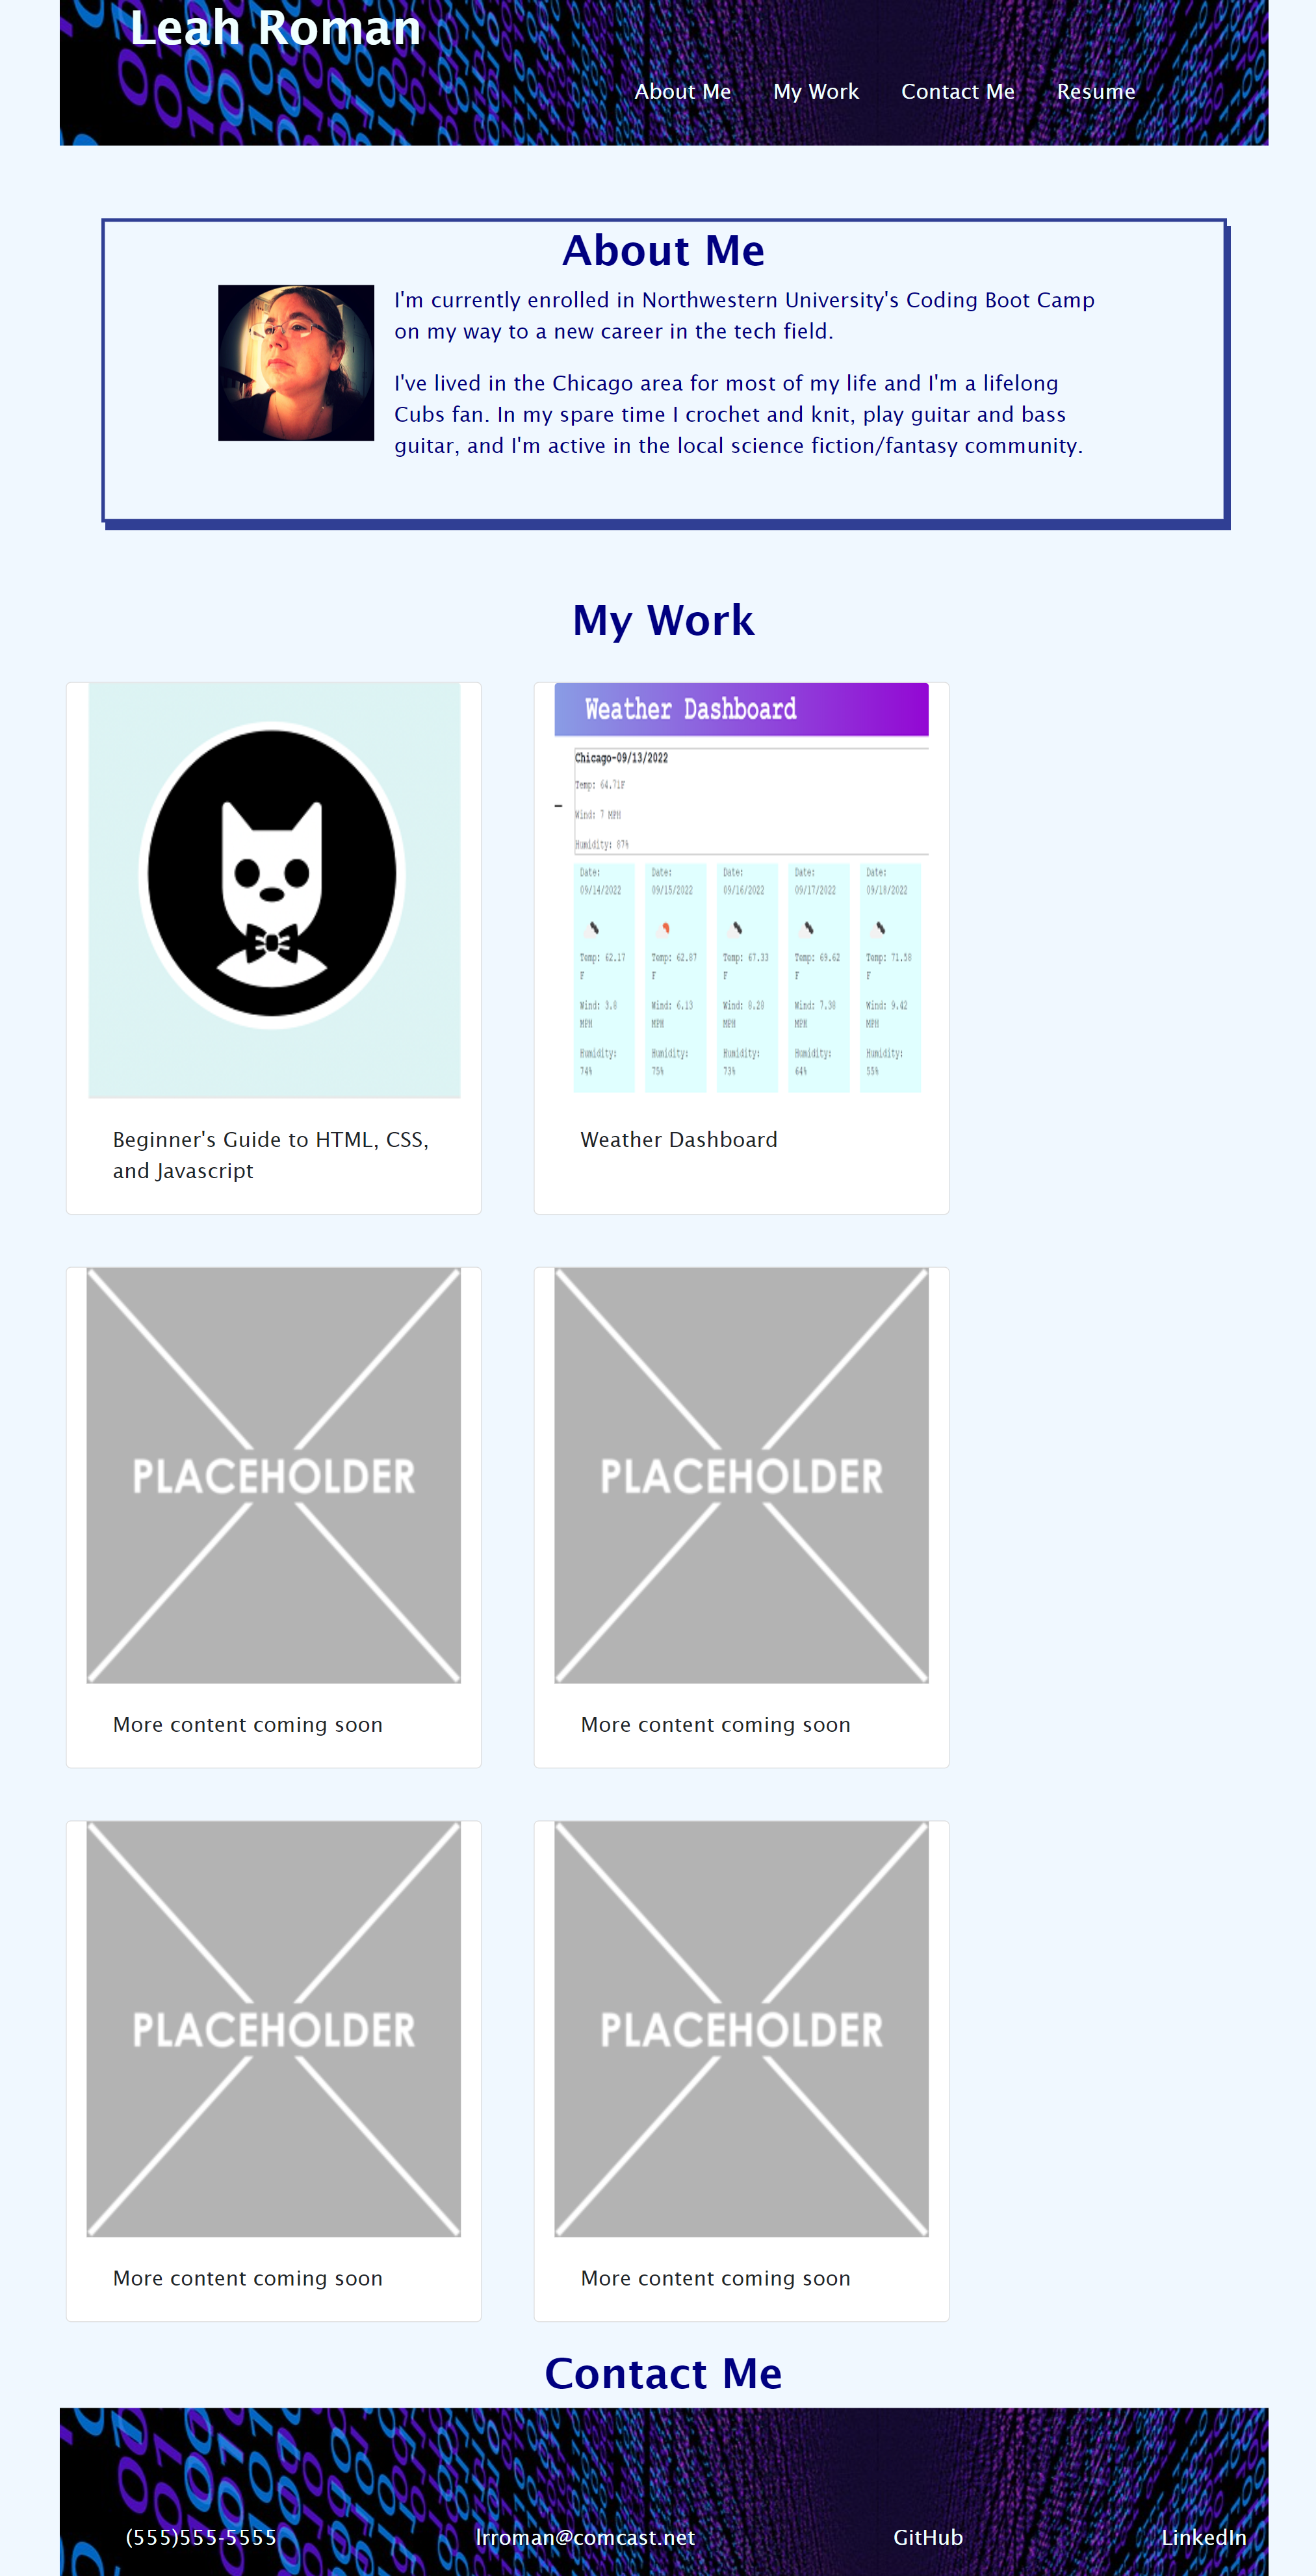 Leah Roman
About Me My Work Contact Me Resume
About Me
I'm currently enrolled in Northwestern University's Coding Boot Camp
on my way to a new career in the tech field.
I've lived in the Chicago area for most of my life and I'm a lifelong
Cubs fan. In my spare time I crochet and knit, play guitar and bass
guitar, and I'm active in the local science fiction/fantasy community.
My Work
Weather Dashboard
Chicago-09/13/2022
Temp: 64.71F
Wind: 7 MPH
Humidity: 87%
Date:
09/14/2022
Temp: 62.17
F
Wind: 3.8
MPH
Humidity:
74%
Date:
09/15/2022
Temp: 62.87
F
Wind: 6.13
MPH
Humidity:
75%
Date:
09/16/2022
Temp: 67.33
F
Wind: 8.28
MPH
Humidity:
73%
Date:
09/17/2022
Temp: 69.62
F
Wind: 7.38
MPH
Humidity:
64%
Date:
09/18/2022
Temp: 71.58
F
Wind: 9.42
MPH
Humidity:
55%
Beginner's Guide to HTML, CSS,
and Javascript
Weather Dashboard
PLACEHOLDER
PLACEHOLDER
More content coming soon
More content coming soon
PLACEHOLDER
PLACEHOLDER
More content coming soon
More content coming soon
Contact Me
(555)555-5555 lrroman@comcast.net GitHub LinkedIn